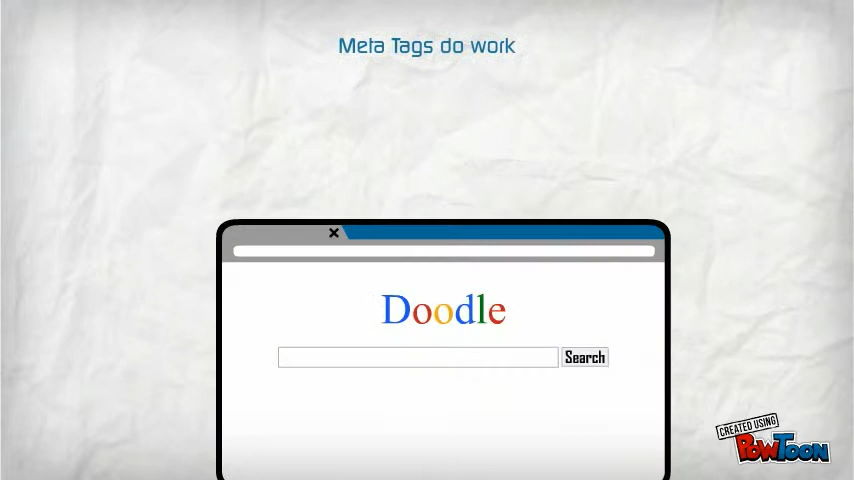 Meta Tags do work
Doodle
Search
CREATED USING
POWTOON